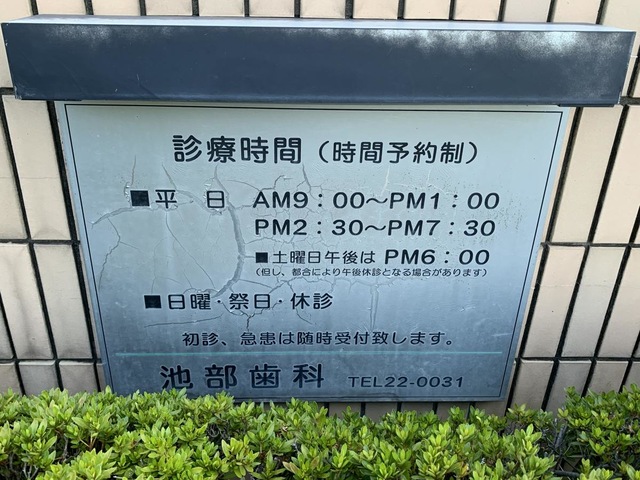 診療時間（時間予約制）
■平 日 AM9：00～PM1：00
PM2：30～PM7：30
■土曜日午後は PM6：00
（但し、都合により午後休診となる場合があります）
■日曜・祭日・休診
初診、急患は随時受付致します。
池部歯科 TEL22-0031